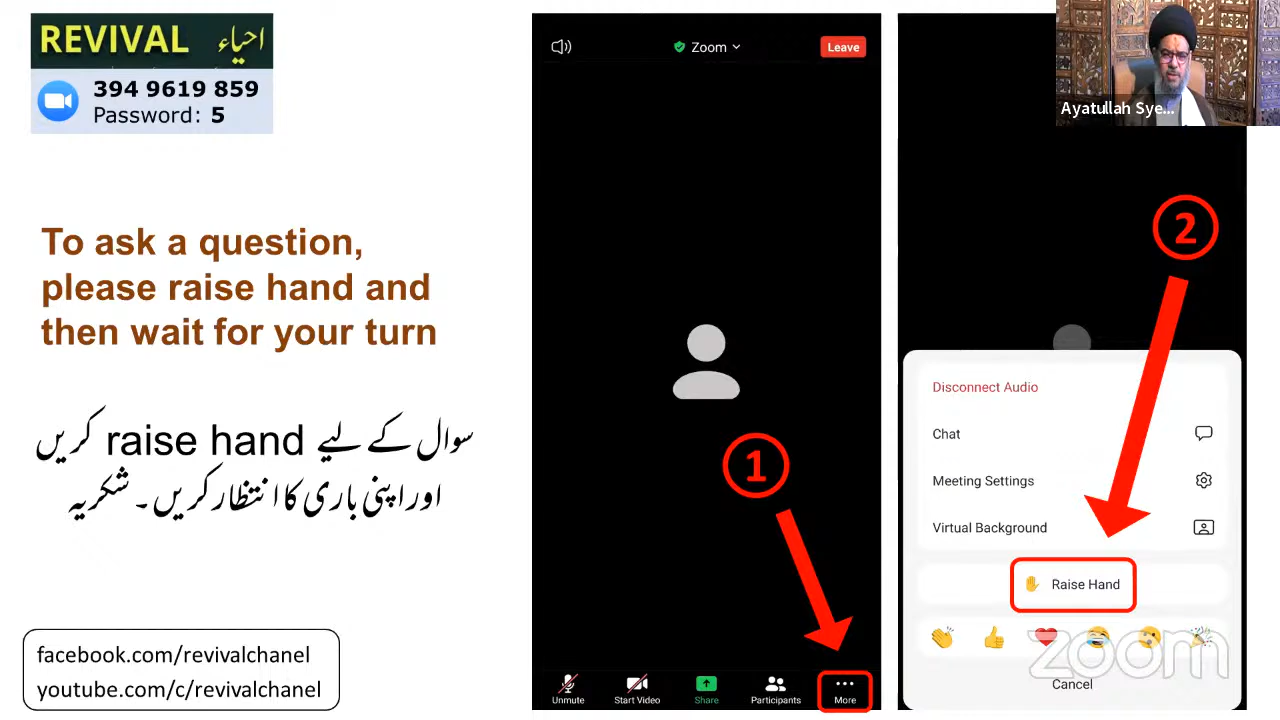 REVIVAL احیاء
394 9619 859
Password: 5
To ask a question,
please raise hand and
then wait for your turn
سوال کے لیے raise hand کریں
اور اپنی باری کا انتظار کریں۔ شکریہ
facebook.com/revivalchanel
youtube.com/c/revivalchanel
Zoom
Leave
1
Unmute
Start Video
Share
Participants
More
Ayatullah Sye...
2
Disconnect Audio
Chat
Meeting Settings
Virtual Background
Raise Hand
zoom
Cancel